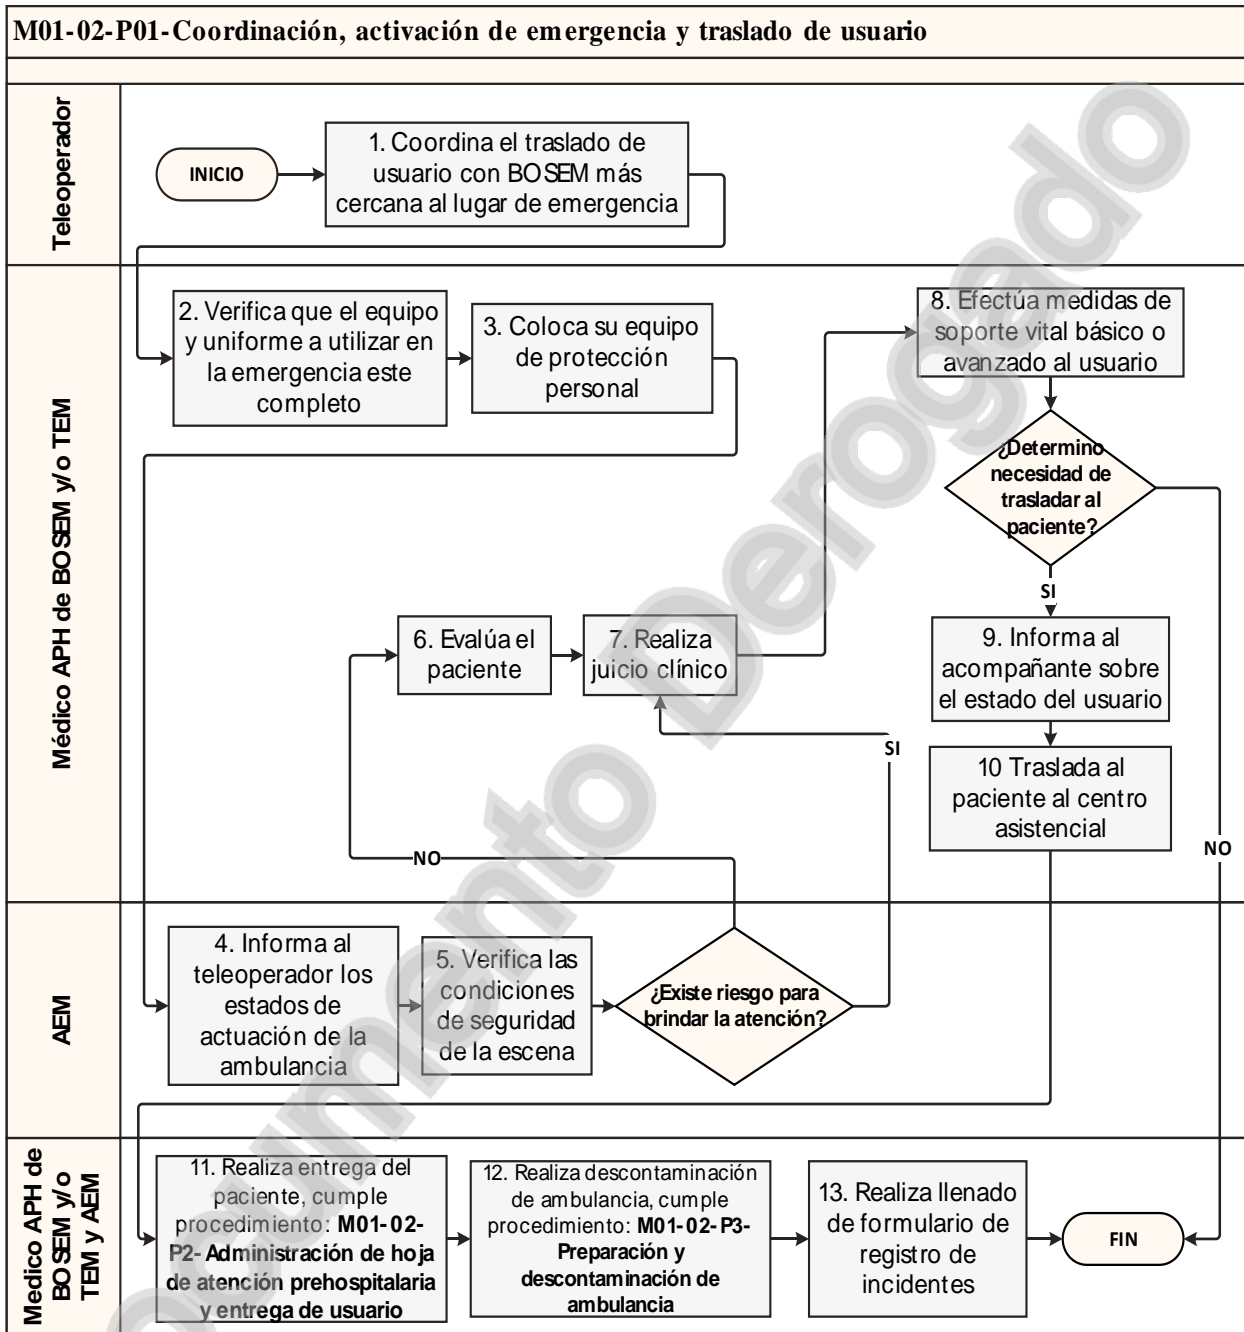 M01-02-P01-Coordinación, activación de emergencia y traslado de usuario
Teleoperador
INICIO
1. Coordina el traslado de
usuario con BOSEM más
cercana al lugar de emergencia
Médico APH de BOSEM y/o TEM
2. Verifica que el equipo
y uniforme a utilizar en
la emergencia este
completo
3. Coloca su equipo
de protección
personal
8. Efectúa medidas de
soporte vital básico o
avanzado al usuario
¿Determino
necesidad de
trasladar al
paciente?
SI
6. Evalúa el
paciente
7. Realiza
juicio clínico
9. Informa al
acompañante sobre
el estado del usuario
SI
10 Traslada al
paciente al centro
asistencial
NO
NO
AEM
4. Informa al
teleoperador los
estados de
actuación de la
ambulancia
5. Verifica las
condiciones
de seguridad
de la escena
¿Existe riesgo para
brindar la atención?
Medico APH de
BOSEM y/o
TEM y AEM
11. Realiza entrega del
paciente, cumple
procedimiento: M01-02-
P2- Administración de hoja
de atención prehospitalaria
y entrega de usuario
12. Realiza descontaminación
de ambulancia, cumple
procedimiento: M01-02-P3-
Preparación y
descontaminación de
ambulancia
13. Realiza llenado
de formulario de
registro de
incidentes
FIN
Documento Derogado